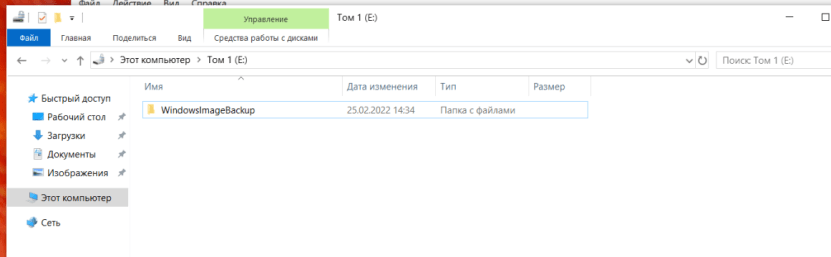 Файл Действие Вид Справка
Управление Том 1 (E:)
Файл Главная Поделиться Вид Средства работы с дисками
Этот компьютер > Том 1 (E:) Поиск: Том 1 (E:)
Имя Дата изменения Тип Размер
Быстрый доступ
WindowsImageBackup 25.02.2022 14:34 Папка с файлами
Рабочий стол
Загрузки
Документы
Изображения
Этот компьютер
Сеть